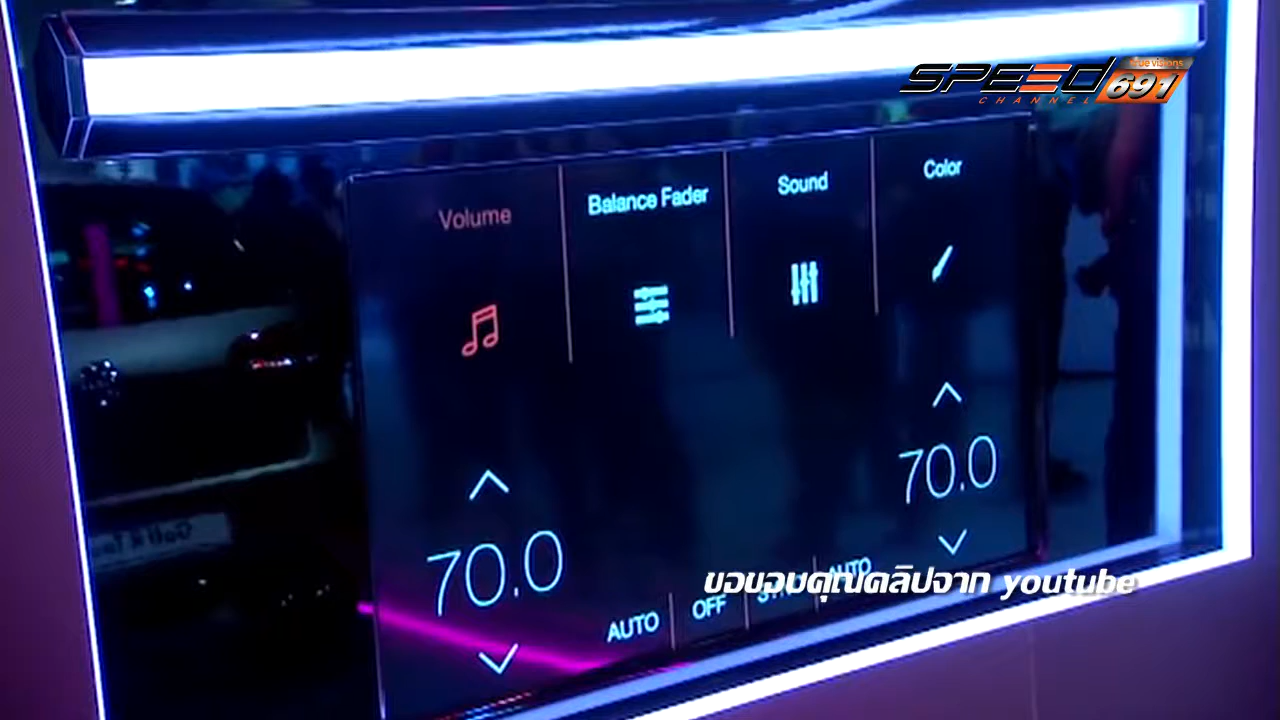 true visions
SPEED
691
CHANNEL
Volume
Balance Fader
Sound
Color
70.0
70.0
AUTO
OFF
AUTO
ขอขอบคุณคลิปจาก youtube